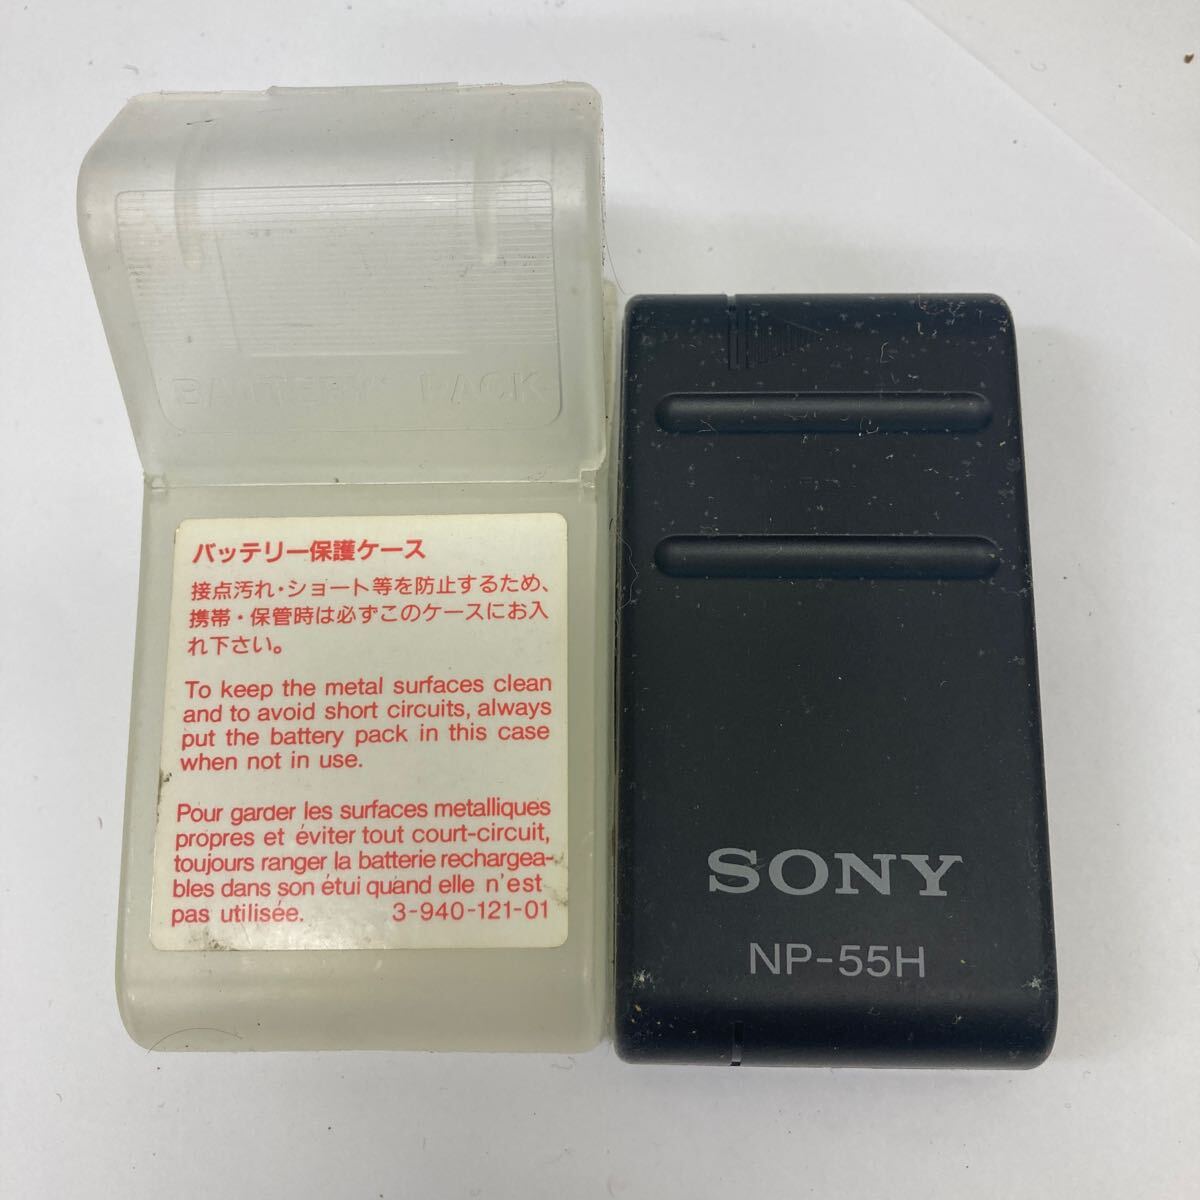 BATTERY PACK
バッテリー保護ケース
接点汚れ・ショート等を防止するため、
携帯・保管時は必ずこのケースにお入
れ下さい。
To keep the metal surfaces clean
and to avoid short circuits, always
put the battery pack in this case
when not in use.
Pour garder les surfaces metalliques
propres et éviter tout court-circuit,
toujours ranger la batterie rechargea-
bles dans son étui quand elle n'est
pas utilisée. 3-940-121-01
SONY
NP-55H